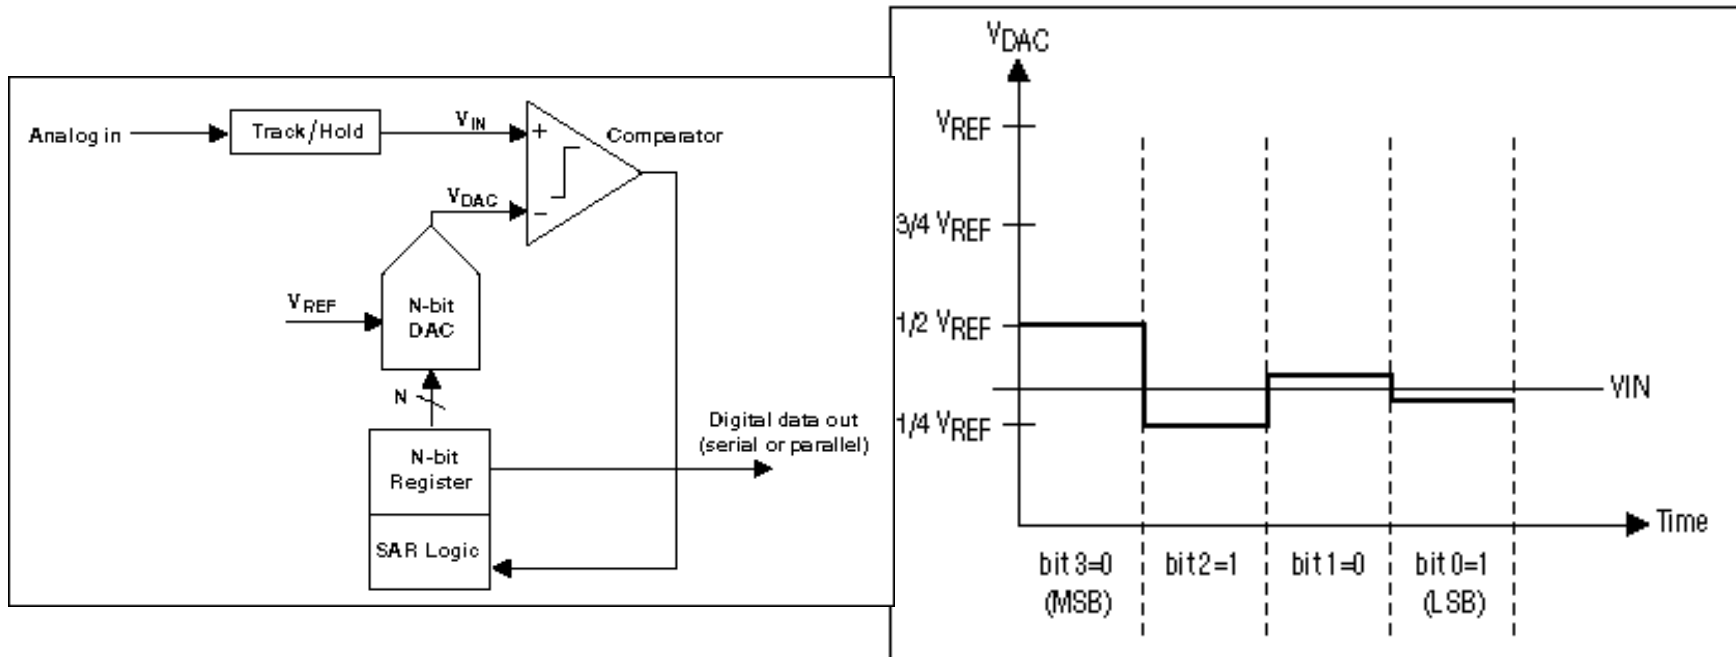 Analog in
Track/Hold
VIN
+
Comparator
VDAC
−
VREF
N-bit
DAC
N
N-bit
Register
SAR Logic
Digital data out
(serial or parallel)
VDAC
VREF
3/4 VREF
1/2 VREF
1/4 VREF
VIN
Time
bit 3=0
(MSB)
bit2=1
bit 1=0
bit 0=1
(LSB)